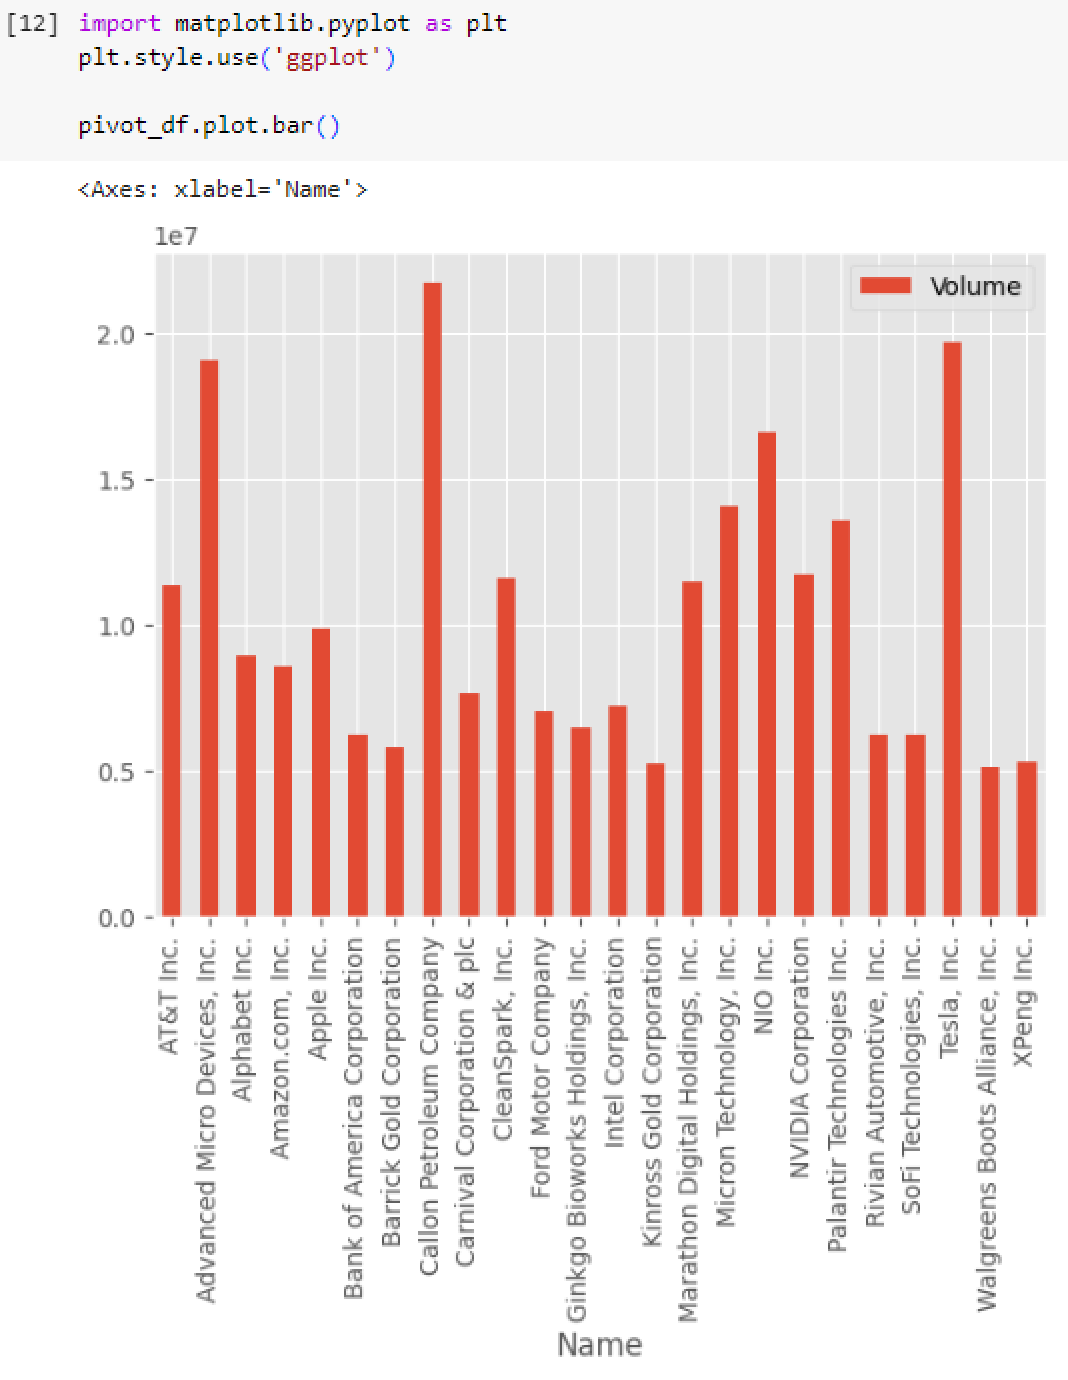 [12] import matplotlib.pyplot as plt
plt.style.use('ggplot')
pivot_df.plot.bar()
<Axes: xlabel='Name'>
1e7
Volume
2.0
1.5
1.0
0.5
0.0
AT&T Inc.
Advanced Micro Devices, Inc.
Alphabet Inc.
Amazon.com, Inc.
Apple Inc.
Bank of America Corporation
Barrick Gold Corporation
Callon Petroleum Company
Carnival Corporation & plc
CleanSpark, Inc.
Ford Motor Company
Ginkgo Bioworks Holdings, Inc.
Intel Corporation
Kinross Gold Corporation
Marathon Digital Holdings, Inc.
Micron Technology, Inc.
NIO Inc.
NVIDIA Corporation
Palantir Technologies Inc.
Rivian Automotive, Inc.
SoFi Technologies, Inc.
Tesla, Inc.
Walgreens Boots Alliance, Inc.
XPeng Inc.
Name